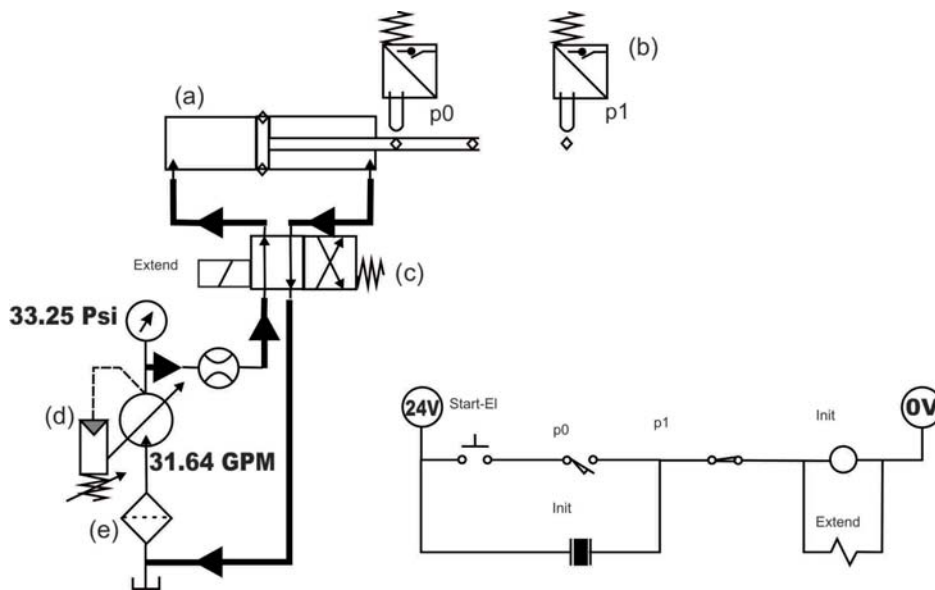 (b)
(a)
p0
p1
Extend
(c)
33.25 Psi
(d)
31.64 GPM
(e)
24V
Start-El
Init
0V
p0
p1
Init
Extend